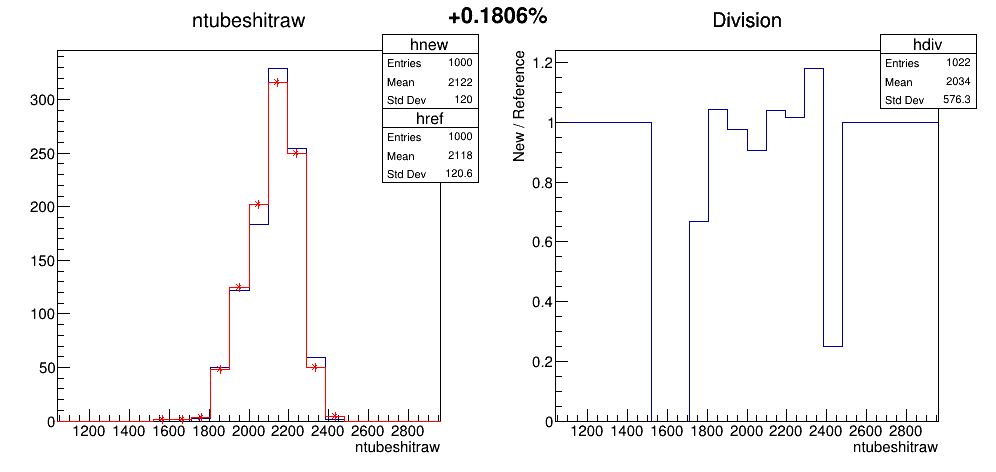 +0.1806%
ntubeshitraw
hnew
Entries 1000
Mean 2122
Std Dev 120
href
Entries 1000
Mean 2118
Std Dev 120.6
300
250
200
150
100
50
0
1200 1400 1600 1800 2000 2200 2400 2600 2800
ntubeshitraw
Division
hdiv
Entries 1022
Mean 2034
Std Dev 576.3
New / Reference
1.2
1
0.8
0.6
0.4
0.2
0
1200 1400 1600 1800 2000 2200 2400 2600 2800
ntubeshitraw